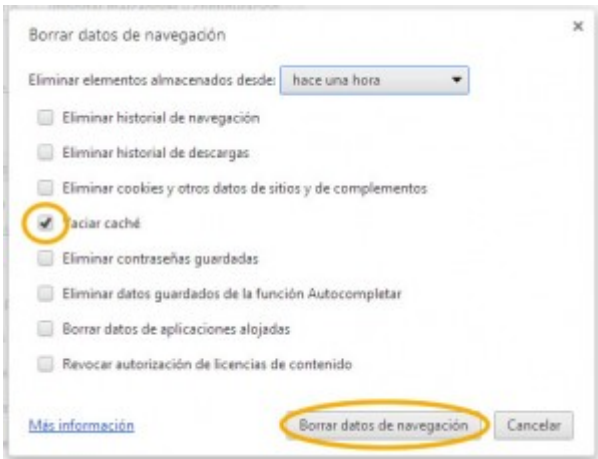 Borrar datos de navegación
Eliminar elementos almacenados desde: hace una hora
Eliminar historial de navegación
Eliminar historial de descargas
Eliminar cookies y otros datos de sitios y de complementos
Vaciar caché
Eliminar contraseñas guardadas
Eliminar datos guardados de la función Autocompletar
Borrar datos de aplicaciones alojadas
Revocar autorización de licencias de contenido
Más información Borrar datos de navegación Cancelar